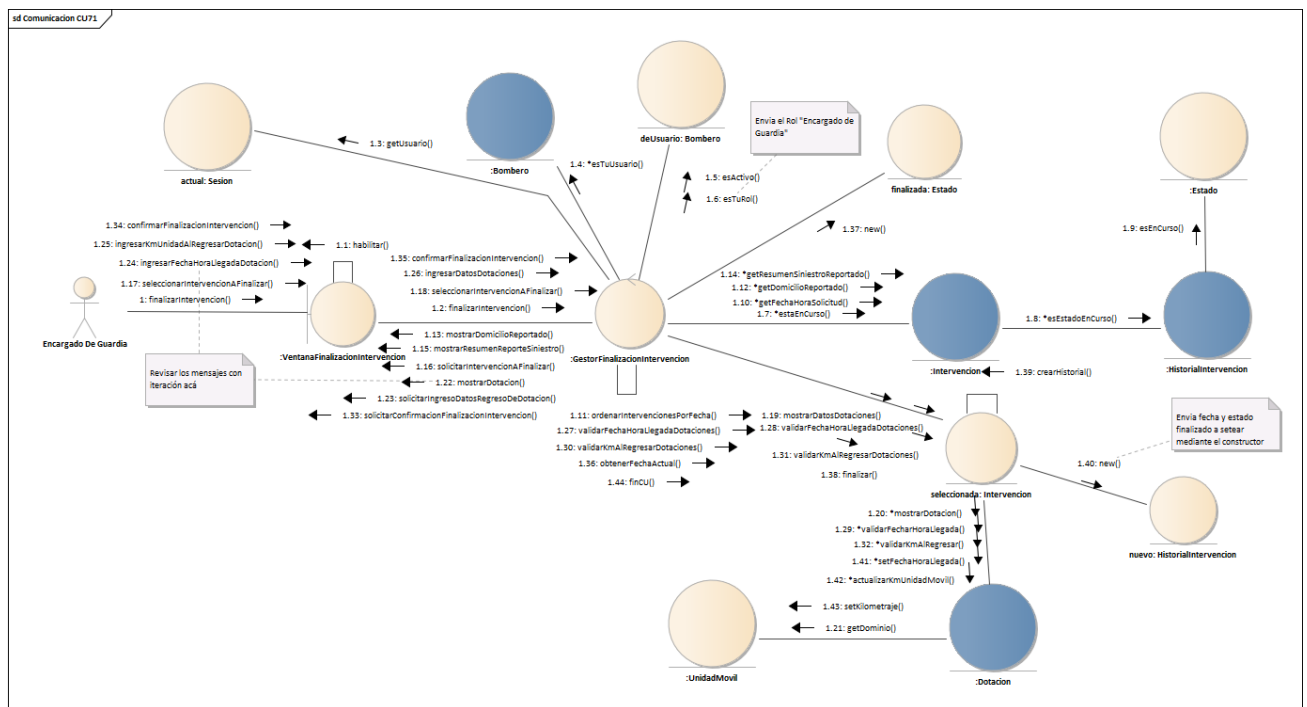 sd Comunicacion CU71
actual: Sesion
1.3: getUsuario()
:Bombero
1.4: *esTuUsuario()
deUsuario: Bombero
1.5: esActivo()
1.6: esTuRol()
Envia el Rol "Encargado de
Guardia"
finalizada: Estado
1.37: new()
:Estado
1.9: esEnCurso()
1.34: confirmarFinalizacionIntervencion()
1.25: ingresarKmUnidadAlRegresarDotacion()
1.24: ingresarFechaHoraLlegadaDotacion()
1.17: seleccionarIntervencionAFinalizar()
1: finalizarIntervencion()
Encargado De Guardia
1.1: habilitar()
:VentanaFinalizacionIntervencion
1.35: confirmarFinalizacionIntervencion()
1.26: ingresarDatosDotaciones()
1.18: seleccionarIntervencionAFinalizar()
1.2: finalizarIntervencion()
:GestorFinalizacionIntervencion
1.14: *getResumenSiniestroReportado()
1.12: *getDomicilioReportado()
1.10: *getFechaHoraSolicitud()
1.7: *estaEnCurso()
:Intervencion
1.8: *esEstadoEnCurso()
:HistorialIntervencion
1.13: mostrarDomicilioReportado()
1.15: mostrarResumenReporteSiniestro()
1.16: solicitarIntervencionAFinalizar()
1.22: mostrarDotacion()
1.23: solicitarIngresoDatosRegresoDeDotacion()
1.33: solicitarConfirmacionFinalizacionIntervencion()
Revisar los mensajes con
iteración acá
1.11: ordenarIntervencionesPorFecha()
1.27: validarFechaHoraLlegadaDotaciones()
1.30: validarKmAlRegresarDotaciones()
1.36: obtenerFechaActual()
1.44: finCU()
1.19: mostrarDatosDotaciones()
1.28: validarFechaHoraLlegadaDotaciones()
1.31: validarKmAlRegresarDotaciones()
1.38: finalizar()
1.39: crearHistorial()
seleccionada: Intervencion
Envia fecha y estado
finalizado a setear
mediante el constructor
1.40: new()
nuevo: HistorialIntervencion
1.20: *mostrarDotacion()
1.29: *validarFecharHoraLlegada()
1.32: *validarKmAlRegresar()
1.41: *setFechaHoraLlegada()
1.42: *actualizarKmUnidadMovil()
1.43: setKilometraje()
1.21: getDominio()
:UnidadMovil
:Dotacion